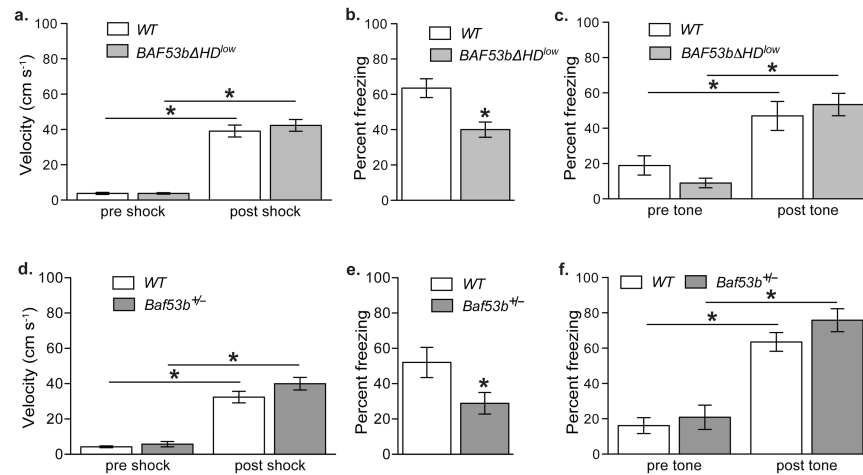 a.
WT
BAF53bΔHD^low
Velocity (cm s⁻¹)
100
80
60
40
20
0
*
*
pre shock
post shock
b.
WT
BAF53bΔHD^low
Percent freezing
100
80
60
40
20
0
*
c.
WT
BAF53bΔHD^low
Percent freezing
100
80
60
40
20
0
*
*
pre tone
post tone
d.
WT
Baf53b^+/–
Velocity (cm s⁻¹)
100
80
60
40
20
0
*
*
pre shock
post shock
e.
WT
Baf53b^+/–
Percent freezing
100
80
60
40
20
0
*
f.
WT
Baf53b^+/–
Percent freezing
100
80
60
40
20
0
*
*
pre tone
post tone